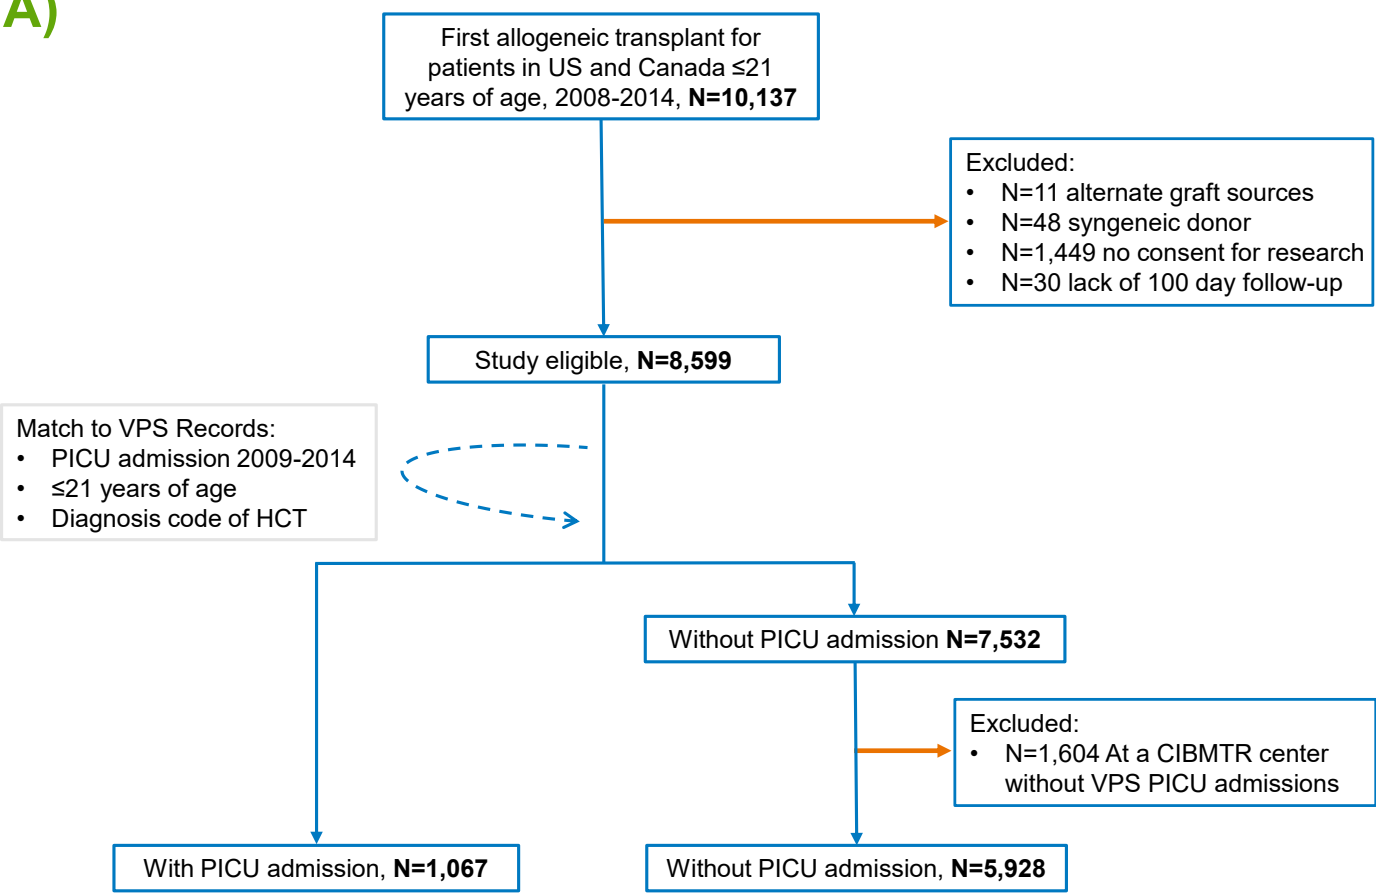 A)
First allogeneic transplant for
patients in US and Canada ≤21
years of age, 2008-2014, N=10,137
Excluded:
• N=11 alternate graft sources
• N=48 syngeneic donor
• N=1,449 no consent for research
• N=30 lack of 100 day follow-up
Study eligible, N=8,599
Match to VPS Records:
• PICU admission 2009-2014
• ≤21 years of age
• Diagnosis code of HCT
Without PICU admission N=7,532
Excluded:
• N=1,604 At a CIBMTR center
without VPS PICU admissions
With PICU admission, N=1,067
Without PICU admission, N=5,928